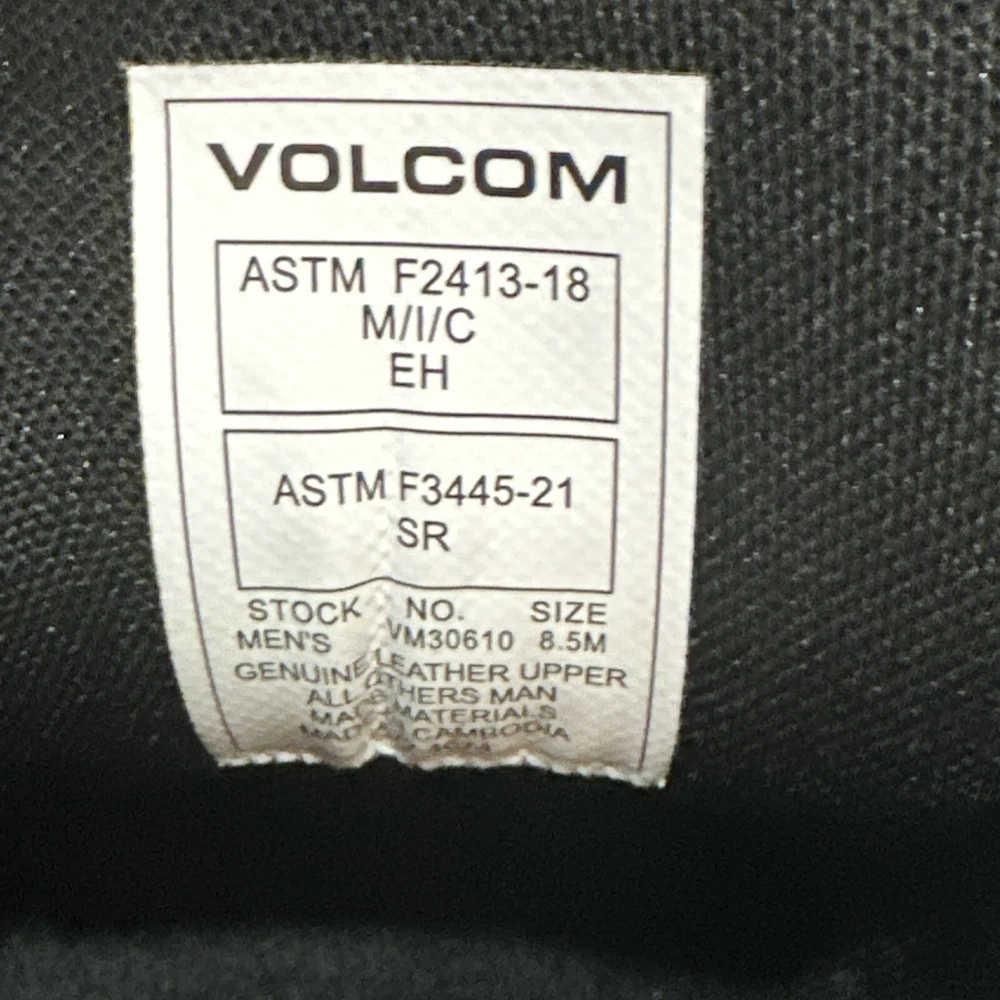 VOLCOM
ASTM F2413-18
M/I/C
EH
ASTM F3445-21
SR
STOCK NO. SIZE
MEN'S VM30610 8.5M
GENUINE LEATHER UPPER
ALL OTHERS MAN
MATERIALS
CAMBODIA